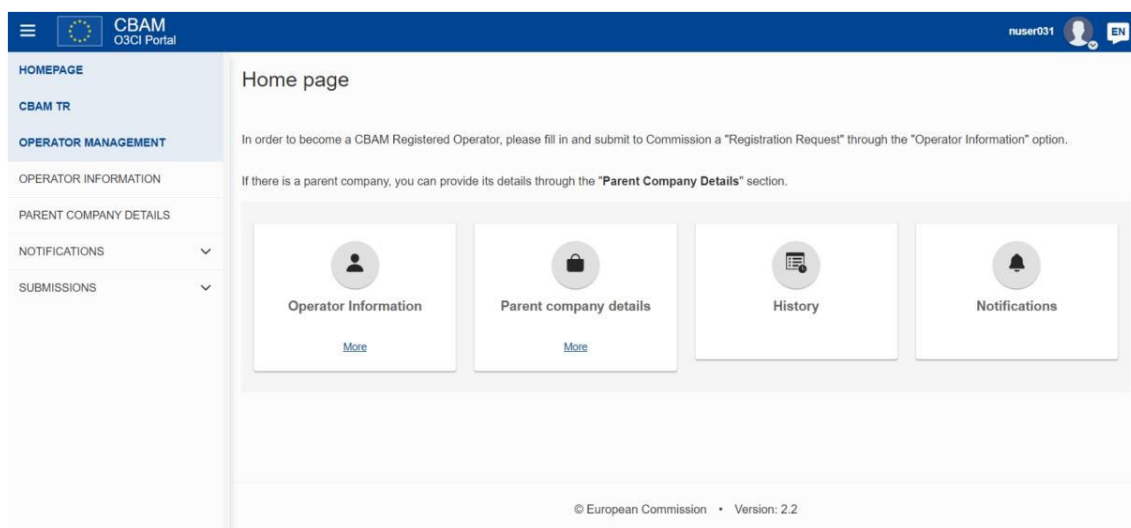 CBAM
O3CI Portal
nuser031
EN
HOMEPAGE
CBAM TR
OPERATOR MANAGEMENT
OPERATOR INFORMATION
PARENT COMPANY DETAILS
NOTIFICATIONS
SUBMISSIONS
Home page
In order to become a CBAM Registered Operator, please fill in and submit to Commission a "Registration Request" through the "Operator Information" option.
If there is a parent company, you can provide its details through the "Parent Company Details" section.
Operator Information
More
Parent company details
More
History
Notifications
© European Commission • Version: 2.2